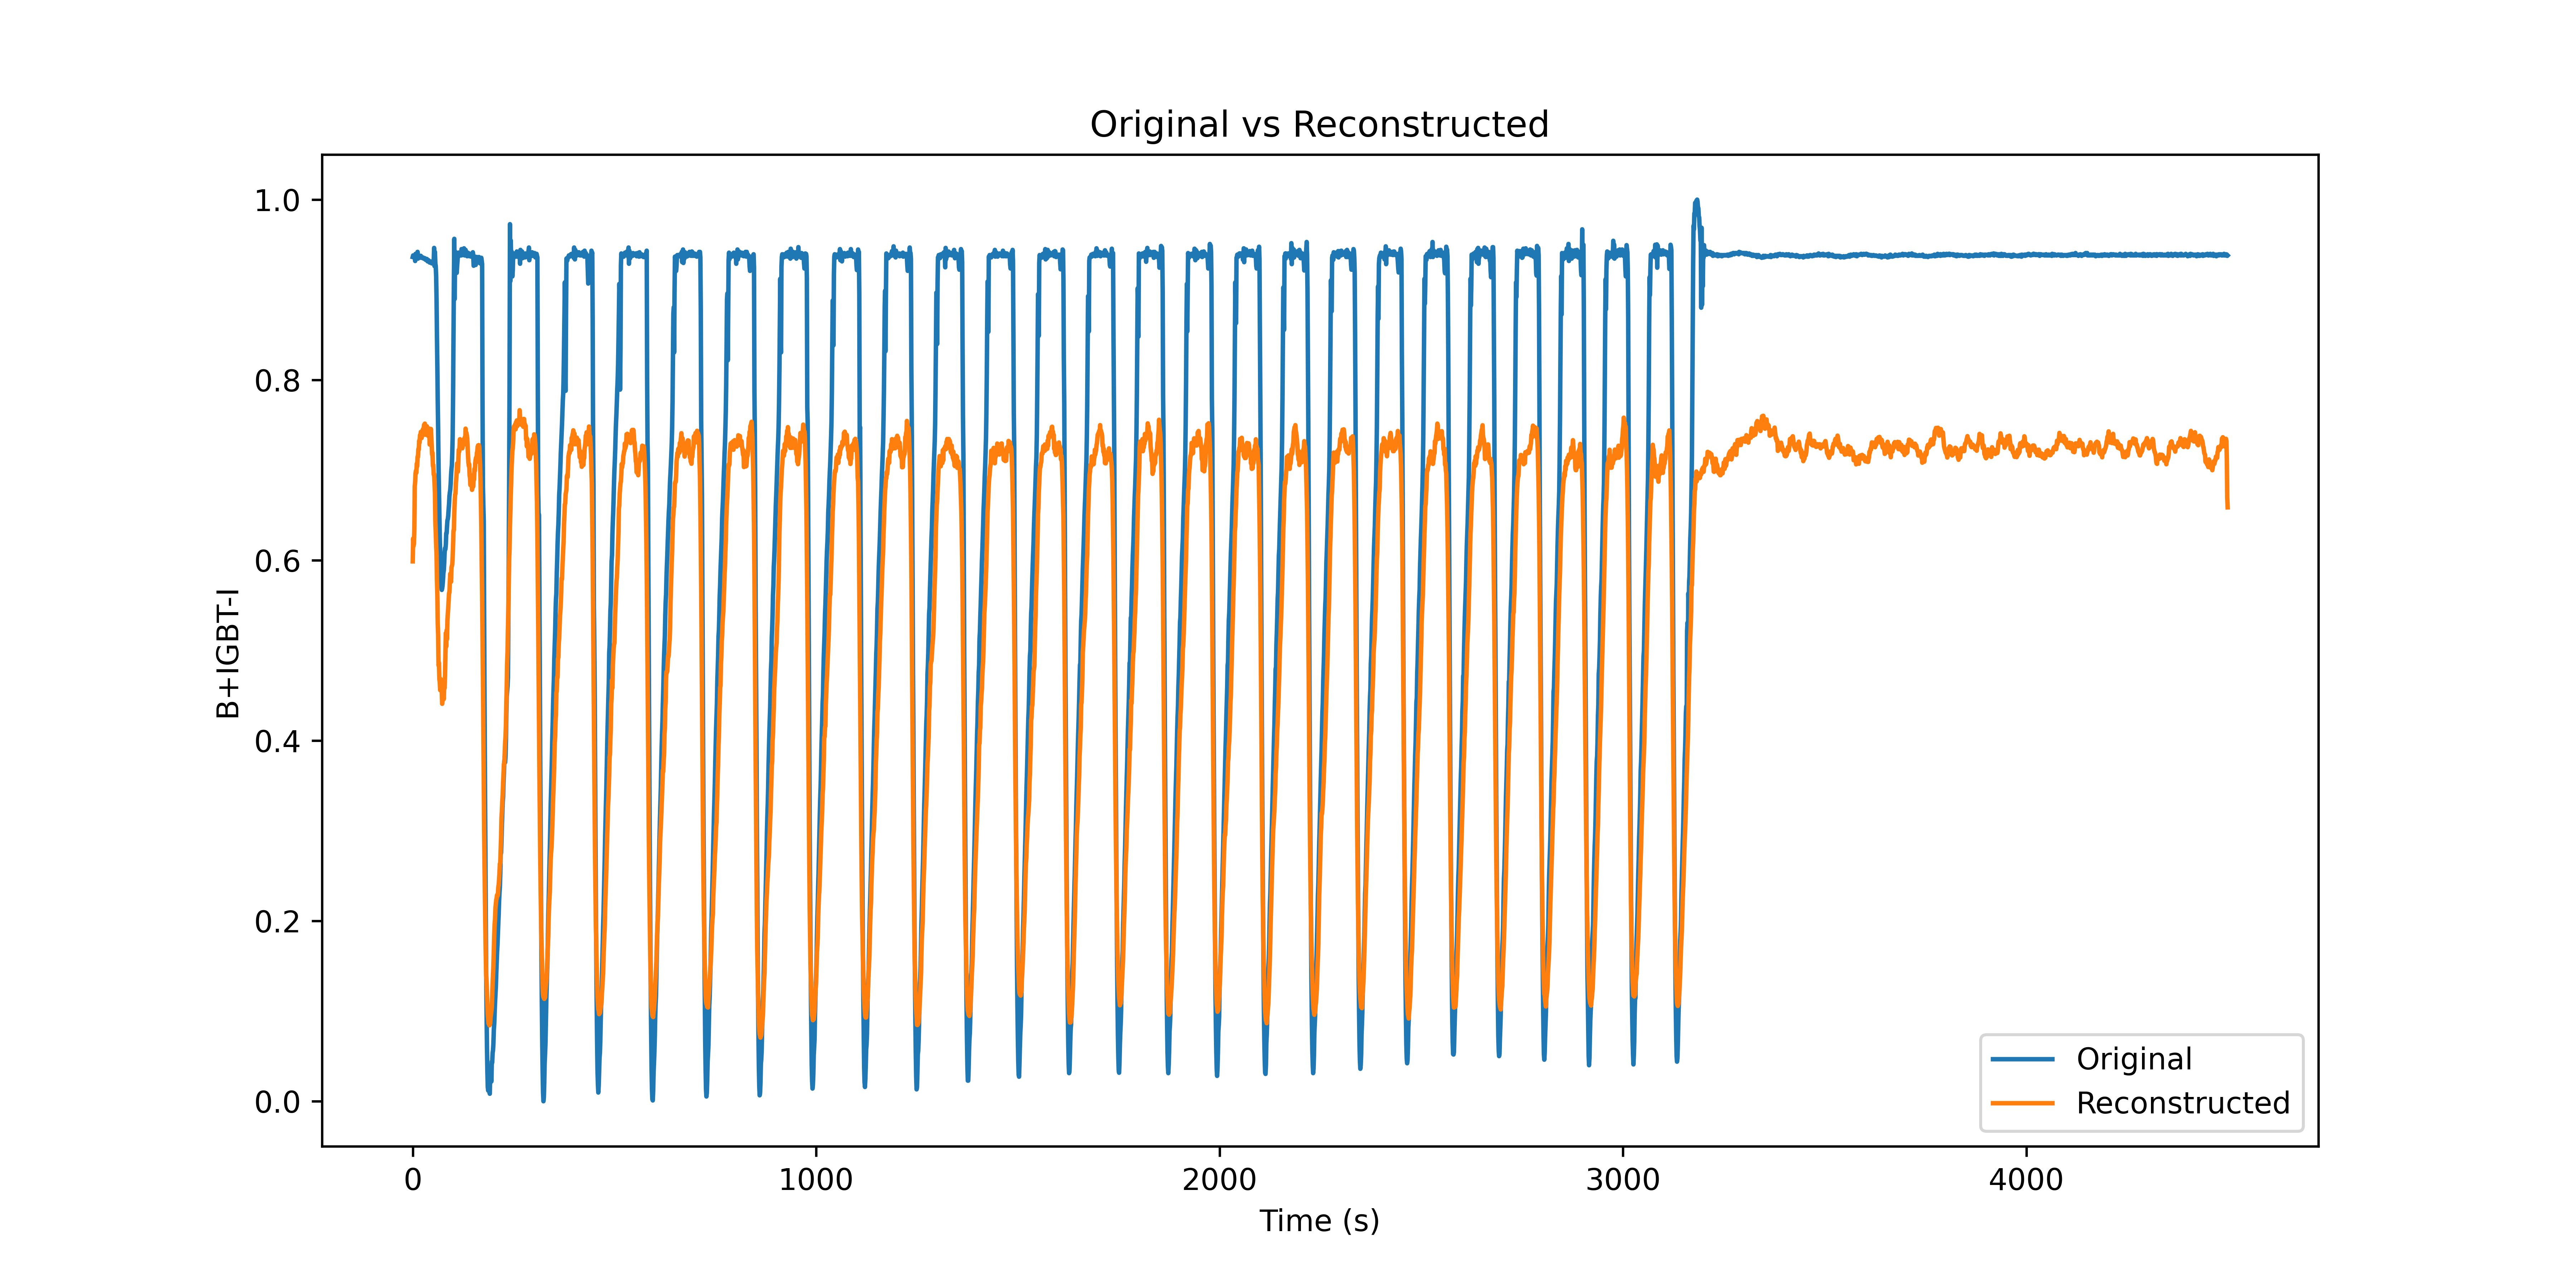 Original vs Reconstructed
1.0
0.8
0.6
0.4
0.2
0.0
B+IGBT-I
0 1000 2000 3000 4000
Time (s)
Original
Reconstructed